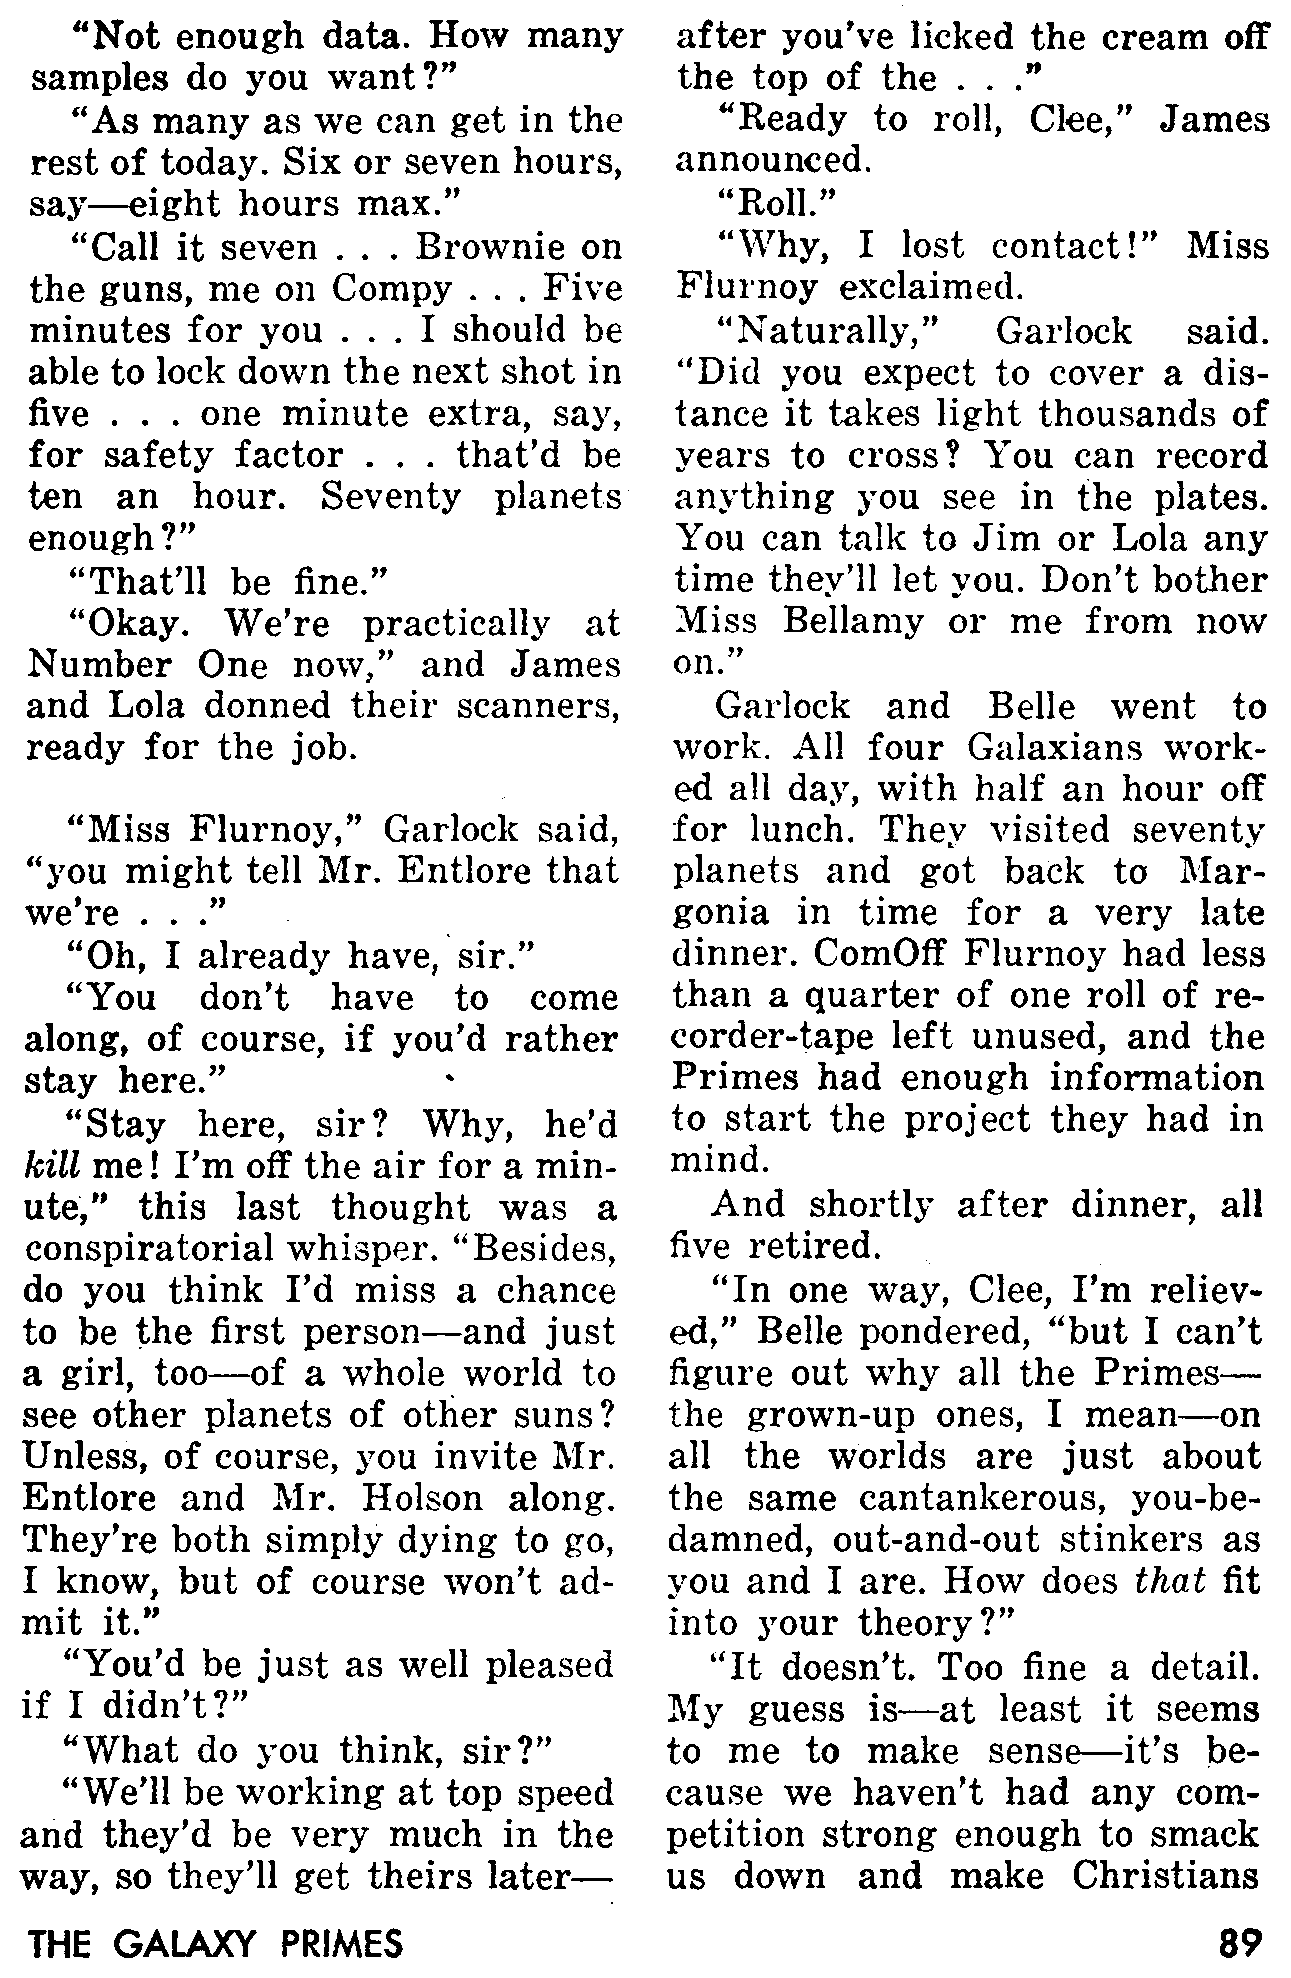 “Not enough data. How many
samples do you want?”
“As many as we can get in the
rest of today. Six or seven hours,
say—eight hours max.”
“Call it seven . . . Brownie on
the guns, me on Compy . . . Five
minutes for you . . . I should be
able to lock down the next shot in
five . . . one minute extra, say,
for safety factor . . . that’d be
ten an hour. Seventy planets
enough?”
“That’ll be fine.”
“Okay. We’re practically at
Number One now,” and James
and Lola donned their scanners,
ready for the job.
“Miss Flurnoy,” Garlock said,
“you might tell Mr. Entlore that
we’re . . .”
“Oh, I already have, sir.”
“You don’t have to come
along, of course, if you’d rather
stay here.”
“Stay here, sir? Why, he’d
kill me! I’m off the air for a min-
ute,” this last thought was a
conspiratorial whisper. “Besides,
do you think I’d miss a chance
to be the first person—and just
a girl, too—of a whole world to
see other planets of other suns?
Unless, of course, you invite Mr.
Entlore and Mr. Holson along.
They’re both simply dying to go,
I know, but of course won’t ad-
mit it.”
“You’d be just as well pleased
if I didn’t?”
“What do you think, sir?”
“We’ll be working at top speed
and they’d be very much in the
way, so they’ll get theirs later—
after you’ve licked the cream off
the top of the . . .”
“Ready to roll, Clee,” James
announced.
“Roll.”
“Why, I lost contact!” Miss
Flurnoy exclaimed.
“Naturally,” Garlock said.
“Did you expect to cover a dis-
tance it takes light thousands of
years to cross? You can record
anything you see in the plates.
You can talk to Jim or Lola any
time they’ll let you. Don’t bother
Miss Bellamy or me from now
on.”
Garlock and Belle went to
work. All four Galaxians work-
ed all day, with half an hour off
for lunch. They visited seventy
planets and got back to Mar-
gonia in time for a very late
dinner. ComOff Flurnoy had less
than a quarter of one roll of re-
corder-tape left unused, and the
Primes had enough information
to start the project they had in
mind.
And shortly after dinner, all
five retired.
“In one way, Clee, I’m reliev-
ed,” Belle pondered, “but I can’t
figure out why all the Primes—
the grown-up ones, I mean—on
all the worlds are just about
the same cantankerous, you-be-
damned, out-and-out stinkers as
you and I are. How does that fit
into your theory?”
“It doesn’t. Too fine a detail.
My guess is—at least it seems
to me to make sense—it’s be-
cause we haven’t had any com-
petition strong enough to smack
us down and make Christians
THE GALAXY PRIMES
89